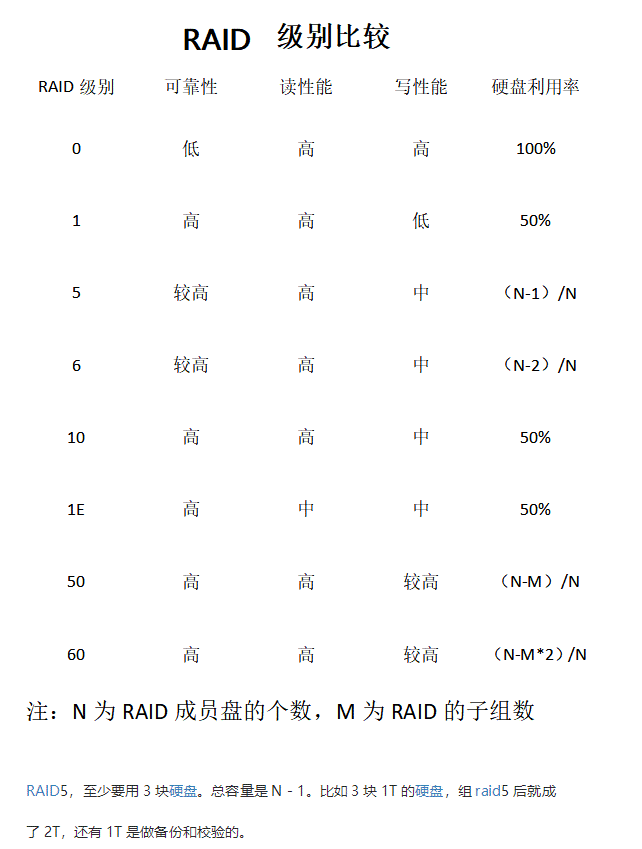 RAID 级别比较
RAID 级别 可靠性 读性能 写性能 硬盘利用率
0 低 高 高 100%
1 高 高 低 50%
5 较高 高 中 （N-1）/N
6 较高 高 中 （N-2）/N
10 高 高 中 50%
1E 高 中 中 50%
50 高 高 较高 （N-M）/N
60 高 高 较高 （N-M*2）/N
注：N 为 RAID 成员盘的个数，M 为 RAID 的子组数
RAID5，至少要用 3 块硬盘。总容量是 N - 1。比如 3 块 1T 的硬盘，组 raid5 后就成
了 2T，还有 1T 是做备份和校验的。